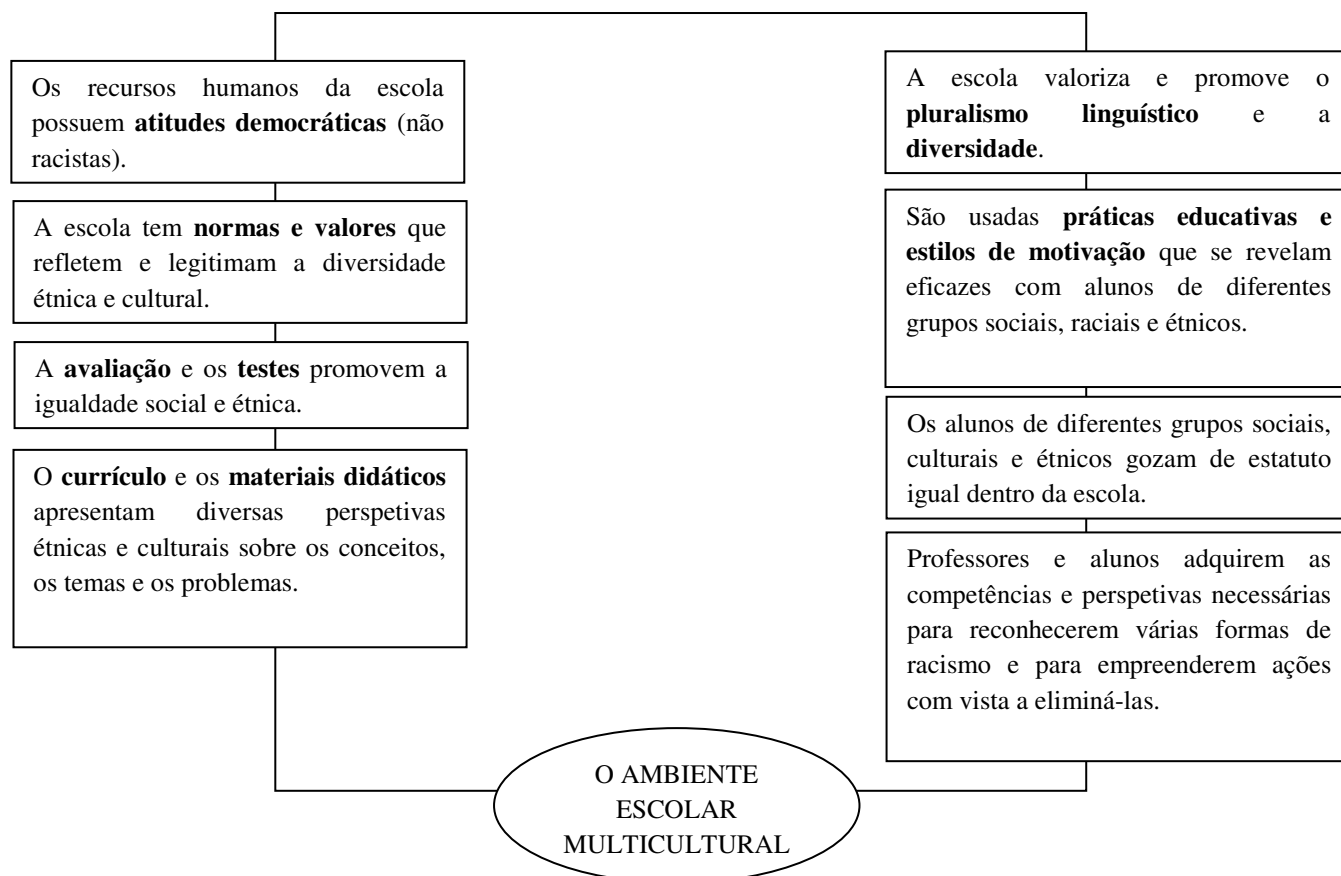 Os recursos humanos da escola
possuem atitudes democráticas (não
racistas).
A escola tem normas e valores que
refletem e legitimam a diversidade
étnica e cultural.
A avaliação e os testes promovem a
igualdade social e étnica.
O currículo e os materiais didáticos
apresentam diversas perspetivas
étnicas e culturais sobre os conceitos,
os temas e os problemas.
A escola valoriza e promove o
pluralismo linguístico e a
diversidade.
São usadas práticas educativas e
estilos de motivação que se revelam
eficazes com alunos de diferentes
grupos sociais, raciais e étnicos.
Os alunos de diferentes grupos sociais,
culturais e étnicos gozam de estatuto
igual dentro da escola.
Professores e alunos adquirem as
competências e perspetivas necessárias
para reconhecerem várias formas de
racismo e para empreenderem ações
com vista a eliminá-las.
O AMBIENTE
ESCOLAR
MULTICULTURAL